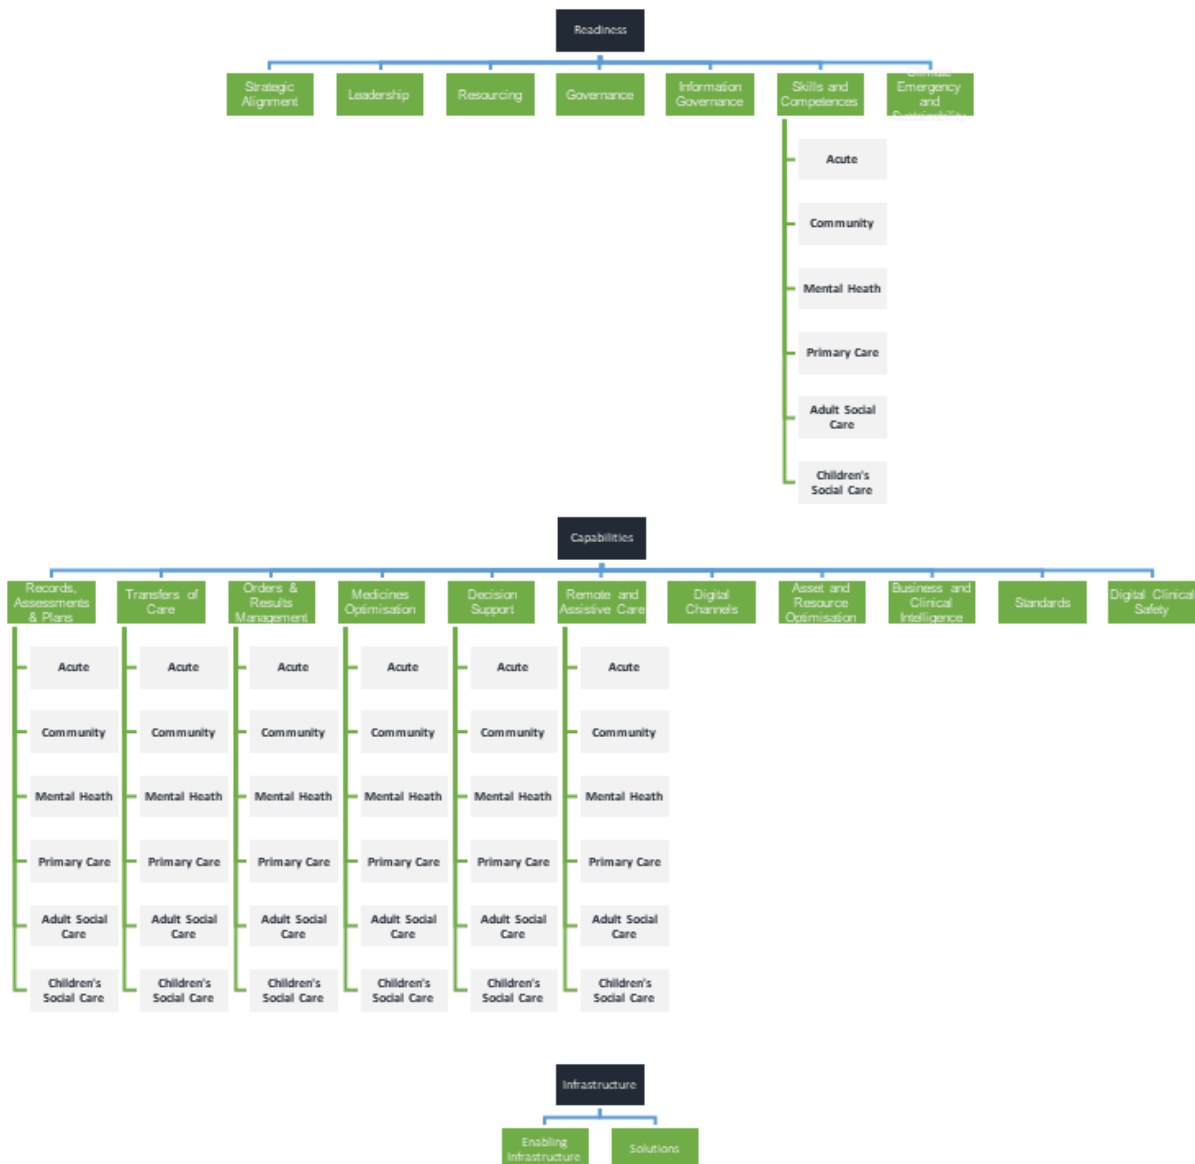 Readiness
Strategic
Alignment
Leadership
Resourcing
Governance
Information
Governance
Skills and
Competences
Climate
Emergency
and
Sustainability
Acute
Community
Mental Heath
Primary Care
Adult Social
Care
Children's
Social Care
Capabilities
Records,
Assessments
& Plans
Transfers of
Care
Orders &
Results
Management
Medicines
Optimisation
Decision
Support
Remote and
Assistive Care
Digital
Channels
Asset and
Resource
Optimisation
Business and
Clinical
Intelligence
Standards
Digital Clinical
Safety
Acute
Community
Mental Heath
Primary Care
Adult Social
Care
Children's
Social Care
Acute
Community
Mental Heath
Primary Care
Adult Social
Care
Children's
Social Care
Acute
Community
Mental Heath
Primary Care
Adult Social
Care
Children's
Social Care
Acute
Community
Mental Heath
Primary Care
Adult Social
Care
Children's
Social Care
Acute
Community
Mental Heath
Primary Care
Adult Social
Care
Children's
Social Care
Acute
Community
Mental Heath
Primary Care
Adult Social
Care
Children's
Social Care
Infrastructure
Enabling
Infrastructure
Solutions